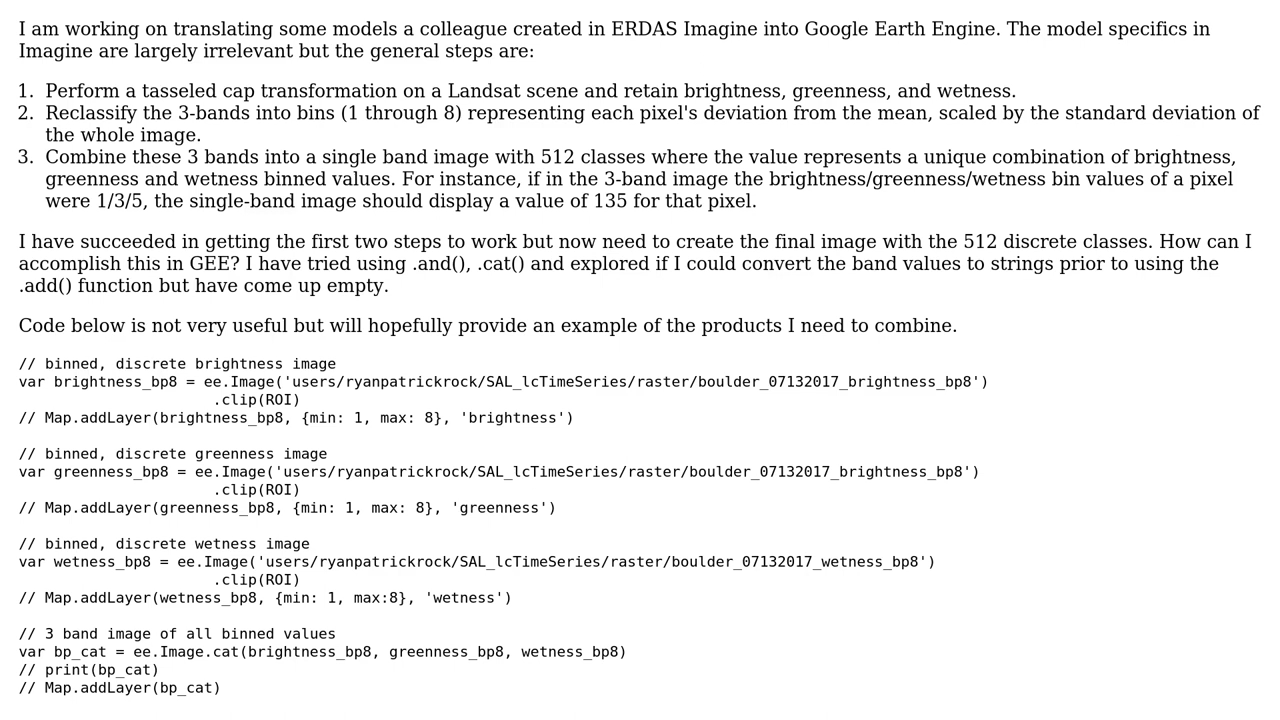 I am working on translating some models a colleague created in ERDAS Imagine into Google Earth Engine. The model specifics in
Imagine are largely irrelevant but the general steps are:
1. Perform a tasseled cap transformation on a Landsat scene and retain brightness, greenness, and wetness.
2. Reclassify the 3-bands into bins (1 through 8) representing each pixel's deviation from the mean, scaled by the standard deviation of
the whole image.
3. Combine these 3 bands into a single band image with 512 classes where the value represents a unique combination of brightness,
greenness and wetness binned values. For instance, if in the 3-band image the brightness/greenness/wetness bin values of a pixel
were 1/3/5, the single-band image should display a value of 135 for that pixel.
I have succeeded in getting the first two steps to work but now need to create the final image with the 512 discrete classes. How can I
accomplish this in GEE? I have tried using .and(), .cat() and explored if I could convert the band values to strings prior to using the
.add() function but have come up empty.
Code below is not very useful but will hopefully provide an example of the products I need to combine.
// binned, discrete brightness image
var brightness_bp8 = ee.Image('users/ryanpatrickrock/SAL_lcTimeSeries/raster/boulder_07132017_brightness_bp8')
.clip(ROI)
// Map.addLayer(brightness_bp8, {min: 1, max: 8}, 'brightness')
// binned, discrete greenness image
var greenness_bp8 = ee.Image('users/ryanpatrickrock/SAL_lcTimeSeries/raster/boulder_07132017_brightness_bp8')
.clip(ROI)
// Map.addLayer(greenness_bp8, {min: 1, max: 8}, 'greenness')
// binned, discrete wetness image
var wetness_bp8 = ee.Image('users/ryanpatrickrock/SAL_lcTimeSeries/raster/boulder_07132017_wetness_bp8')
.clip(ROI)
// Map.addLayer(wetness_bp8, {min: 1, max:8}, 'wetness')
// 3 band image of all binned values
var bp_cat = ee.Image.cat(brightness_bp8, greenness_bp8, wetness_bp8)
// print(bp_cat)
// Map.addLayer(bp_cat)